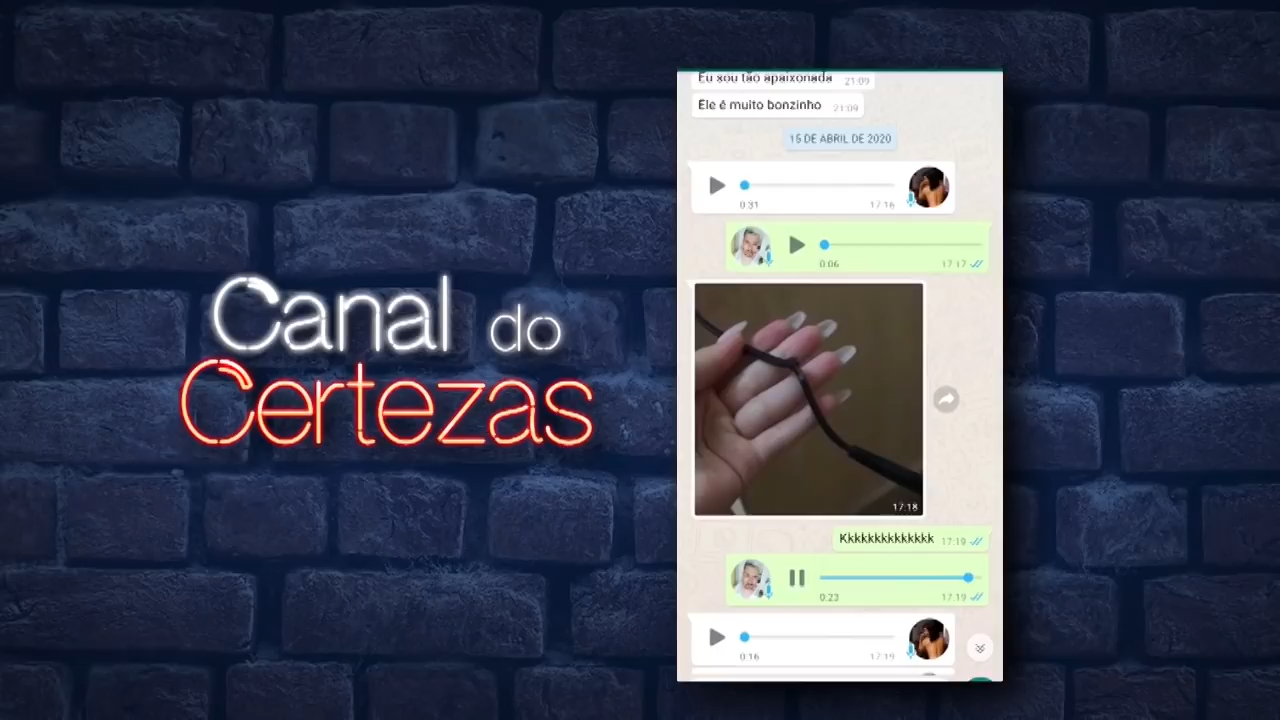 Canal do
Certezas
Eu sou tão apaixonada 21:09
Ele é muito bonzinho 21:09
15 DE ABRIL DE 2020
0:31 17:16
0:06 17:17
17:18
Kkkkkkkkkkkkk 17:19
0:23 17:19
0:16 17:19